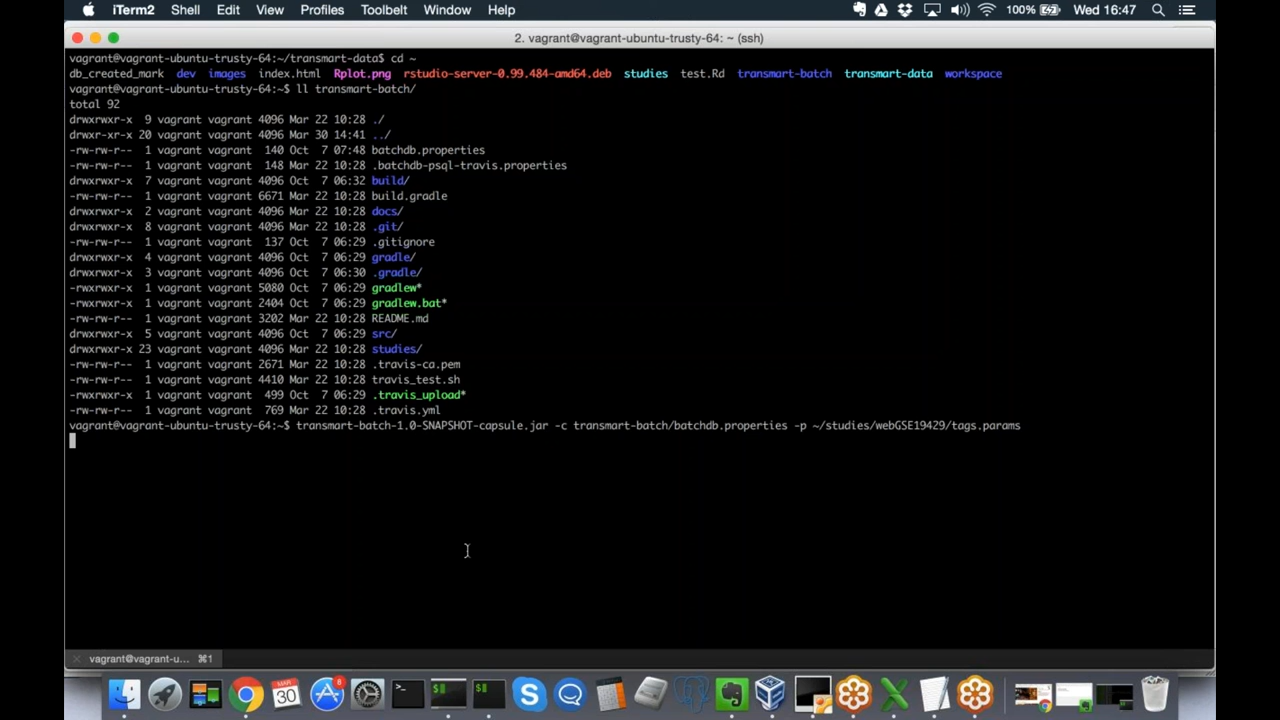 iTerm2 Shell Edit View Profiles Toolbelt Window Help 100% Wed 16:47
2. vagrant@vagrant-ubuntu-trusty-64: ~ (ssh)
vagrant@vagrant-ubuntu-trusty-64:~/transmart-data$ cd ~
db_created_mark dev images index.html Rplot.png rstudio-server-0.99.484-amd64.deb studies test.Rd transmart-batch transmart-data workspace
vagrant@vagrant-ubuntu-trusty-64:~$ ll transmart-batch/
total 92
drwxrwxr-x 9 vagrant vagrant 4096 Mar 22 10:28 ./
drwxr-xr-x 20 vagrant vagrant 4096 Mar 30 14:41 ../
-rw-rw-r-- 1 vagrant vagrant 140 Oct 7 07:48 batchdb.properties
-rw-rw-r-- 1 vagrant vagrant 148 Mar 22 10:28 .batchdb-psql-travis.properties
drwxrwxr-x 7 vagrant vagrant 4096 Oct 7 06:32 build/
-rw-rw-r-- 1 vagrant vagrant 6671 Mar 22 10:28 build.gradle
drwxrwxr-x 2 vagrant vagrant 4096 Mar 22 10:28 docs/
drwxrwxr-x 8 vagrant vagrant 4096 Mar 22 10:28 .git/
-rw-rw-r-- 1 vagrant vagrant 137 Oct 7 06:29 .gitignore
drwxrwxr-x 4 vagrant vagrant 4096 Oct 7 06:29 gradle/
drwxrwxr-x 3 vagrant vagrant 4096 Oct 7 06:30 .gradle/
-rwxrwxr-x 1 vagrant vagrant 5080 Oct 7 06:29 gradlew*
-rwxrwxr-x 1 vagrant vagrant 2404 Oct 7 06:29 gradlew.bat*
-rw-rw-r-- 1 vagrant vagrant 3202 Mar 22 10:28 README.md
drwxrwxr-x 5 vagrant vagrant 4096 Oct 7 06:29 src/
drwxrwxr-x 23 vagrant vagrant 4096 Mar 22 10:28 studies/
-rw-rw-r-- 1 vagrant vagrant 2671 Mar 22 10:28 .travis-ca.pem
-rw-rw-r-- 1 vagrant vagrant 4410 Mar 22 10:28 travis_test.sh
-rwxrwxr-x 1 vagrant vagrant 499 Oct 7 06:29 .travis_upload*
-rw-rw-r-- 1 vagrant vagrant 769 Mar 22 10:28 .travis.yml
vagrant@vagrant-ubuntu-trusty-64:~$ transmart-batch-1.0-SNAPSHOT-capsule.jar -c transmart-batch/batchdb.properties -p ~/studies/webGSE19429/tags.params
vagrant@vagrant-u... ⌘1
30 8